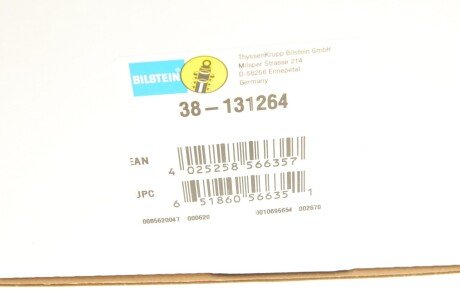 ThyssenKrupp Bilstein GmbH
Milsper Strasse 214
D-58256 Ennepetal
Germany
BILSTEIN
38-131264
EAN
4 025258 566357
UPC
6 51860 56635 1
0085620047 000620 0010695654 002670